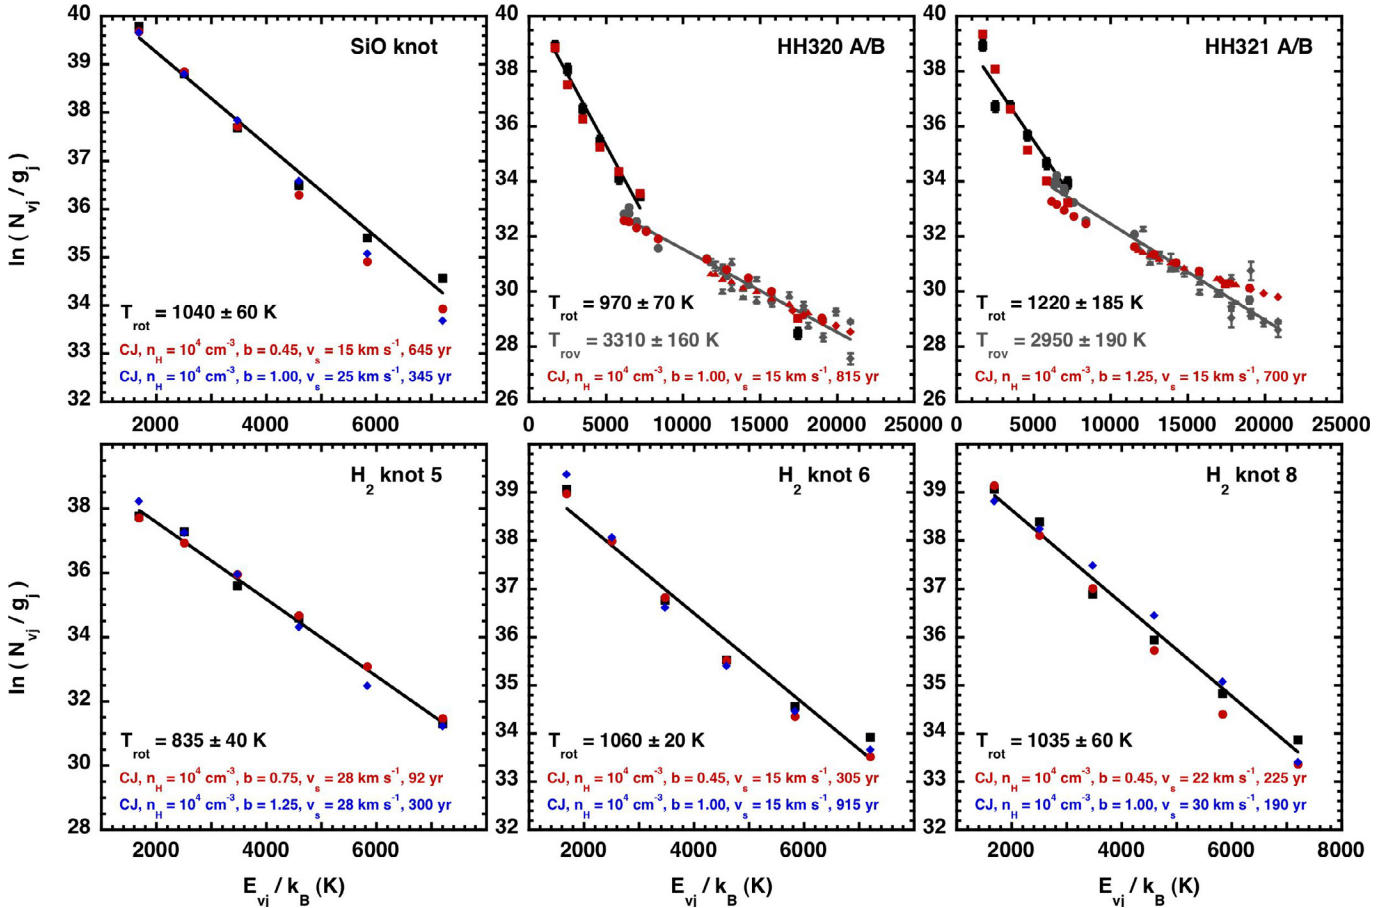 SiO knot
HH320 A/B
HH321 A/B
40
39
38
37
36
35
34
33
32
T_rot = 1040 ± 60 K
CJ, n_H = 10^4 cm^-3, b = 0.45, v_s = 15 km s^-1, 645 yr
CJ, n_H = 10^4 cm^-3, b = 1.00, v_s = 25 km s^-1, 345 yr
2000 4000 6000
40
38
36
34
32
30
28
26
T_rot = 970 ± 70 K
T_rov = 3310 ± 160 K
CJ, n_H = 10^4 cm^-3, b = 1.00, v_s = 15 km s^-1, 815 yr
0 5000 10000 15000 20000 25000
40
38
36
34
32
30
28
26
T_rot = 1220 ± 185 K
T_rov = 2950 ± 190 K
CJ, n_H = 10^4 cm^-3, b = 1.25, v_s = 15 km s^-1, 700 yr
0 5000 10000 15000 20000 25000
ln ( N_vj / g_j )
H_2 knot 5
H_2 knot 6
H_2 knot 8
38
36
34
32
30
28
T_rot = 835 ± 40 K
CJ, n_H = 10^4 cm^-3, b = 0.75, v_s = 28 km s^-1, 92 yr
CJ, n_H = 10^4 cm^-3, b = 1.25, v_s = 28 km s^-1, 300 yr
2000 4000 6000
39
38
37
36
35
34
33
32
T_rot = 1060 ± 20 K
CJ, n_H = 10^4 cm^-3, b = 0.45, v_s = 15 km s^-1, 305 yr
CJ, n_H = 10^4 cm^-3, b = 1.00, v_s = 15 km s^-1, 915 yr
2000 4000 6000
39
38
37
36
35
34
33
32
T_rot = 1035 ± 60 K
CJ, n_H = 10^4 cm^-3, b = 0.45, v_s = 22 km s^-1, 225 yr
CJ, n_H = 10^4 cm^-3, b = 1.00, v_s = 30 km s^-1, 190 yr
2000 4000 6000 8000
ln ( N_vj / g_j )
E_vj / k_B (K)
E_vj / k_B (K)
E_vj / k_B (K)